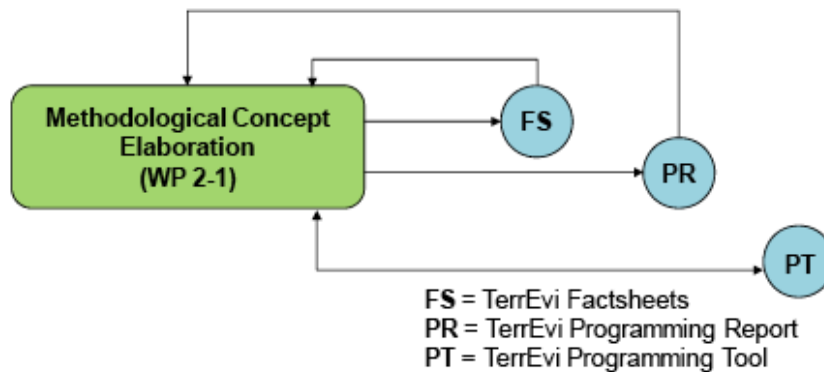 Methodological Concept
Elaboration
(WP 2-1)
FS
PR
PT
FS = TerrEvi Factsheets
PR = TerrEvi Programming Report
PT = TerrEvi Programming Tool